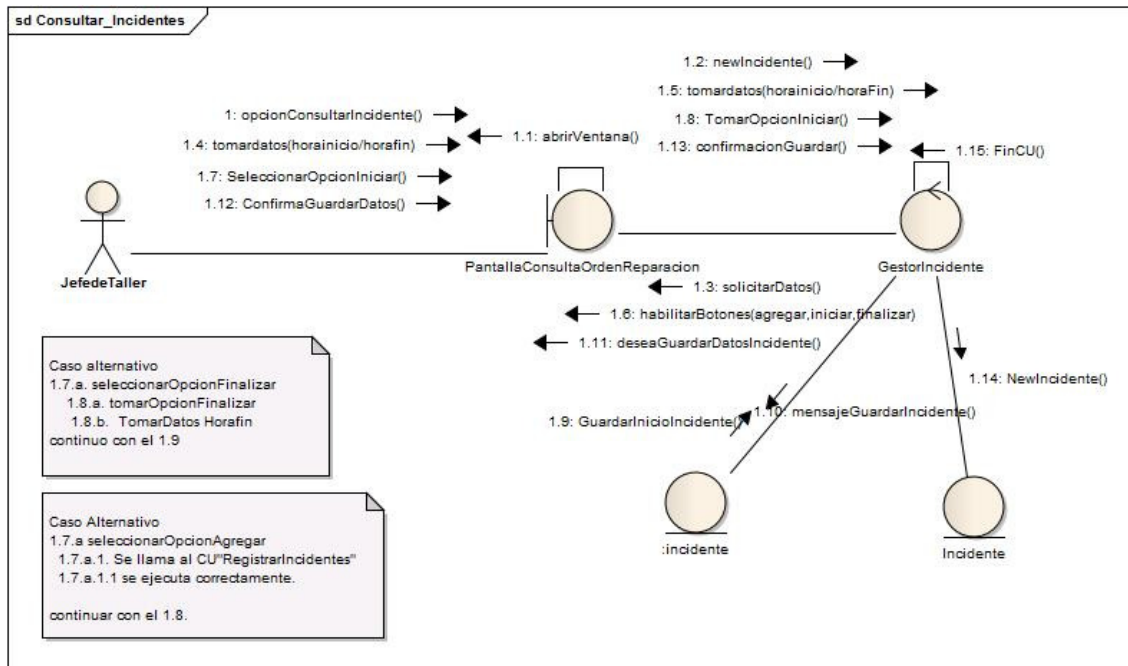 sd Consultar_Incidentes
1.2: newIncidente()
1.5: tomardatos(horainicio/horaFin)
1: opcionConsultarIncidente()
1.8: TomarOpcionIniciar()
1.1: abrirVentana()
1.4: tomardatos(horainicio/horafin)
1.13: confirmacionGuardar()
1.15: FinCU()
1.7: SeleccionarOpcionIniciar()
1.12: ConfirmaGuardarDatos()
PantallaConsultaOrdenReparacion
GestorIncidente
JefedeTaller
1.3: solicitarDatos()
1.6: habilitarBotones(agregar,iniciar,finalizar)
1.11: deseaGuardarDatosIncidente()
Caso alternativo
1.7.a. seleccionarOpcionFinalizar
1.8.a. tomarOpcionFinalizar
1.8.b. TomarDatos Horafin
continuo con el 1.9
1.14: NewIncidente()
1.10: mensajeGuardarIncidente()
1.9: GuardarInicioIncidente()
Caso Alternativo
1.7.a seleccionarOpcionAgregar
1.7.a.1. Se llama al CU"RegistrarIncidentes"
1.7.a.1.1 se ejecuta correctamente.
continuar con el 1.8.
:incidente
Incidente